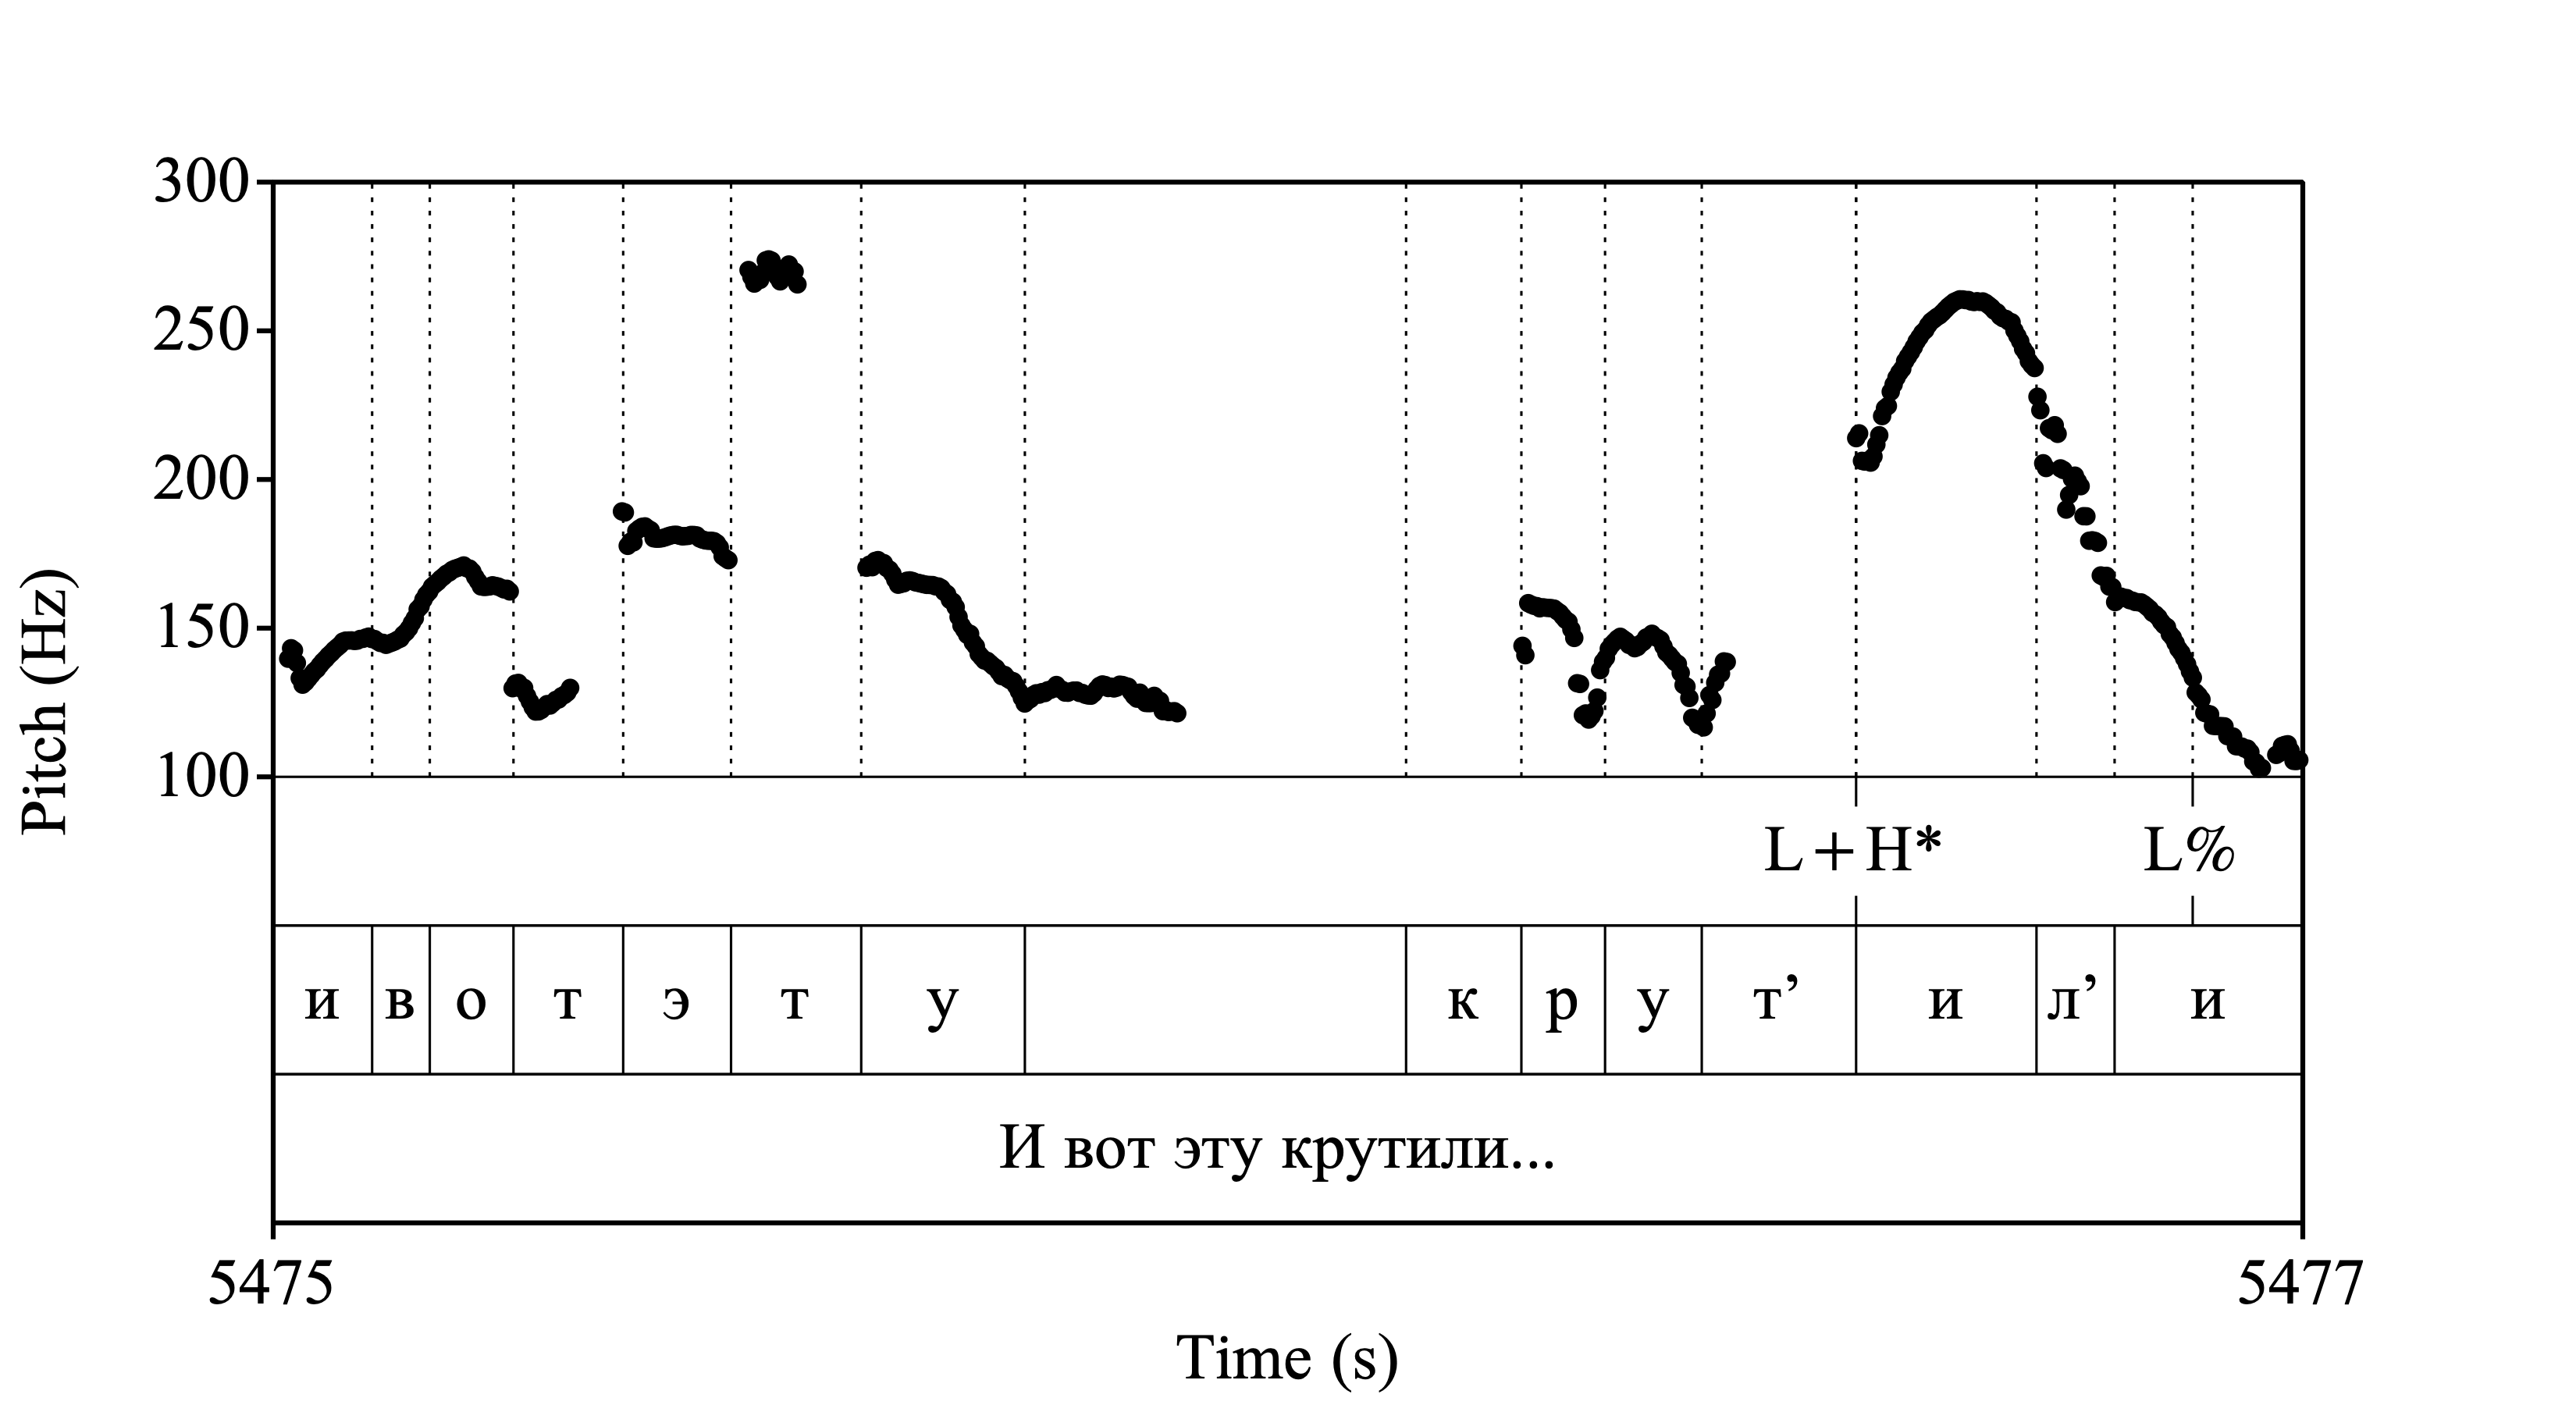 300
250
200
150
100
Pitch (Hz)
L+H* L%
и в о т э т у к р у т’ и л’ и
И вот эту крутили...
5475 5477
Time (s)